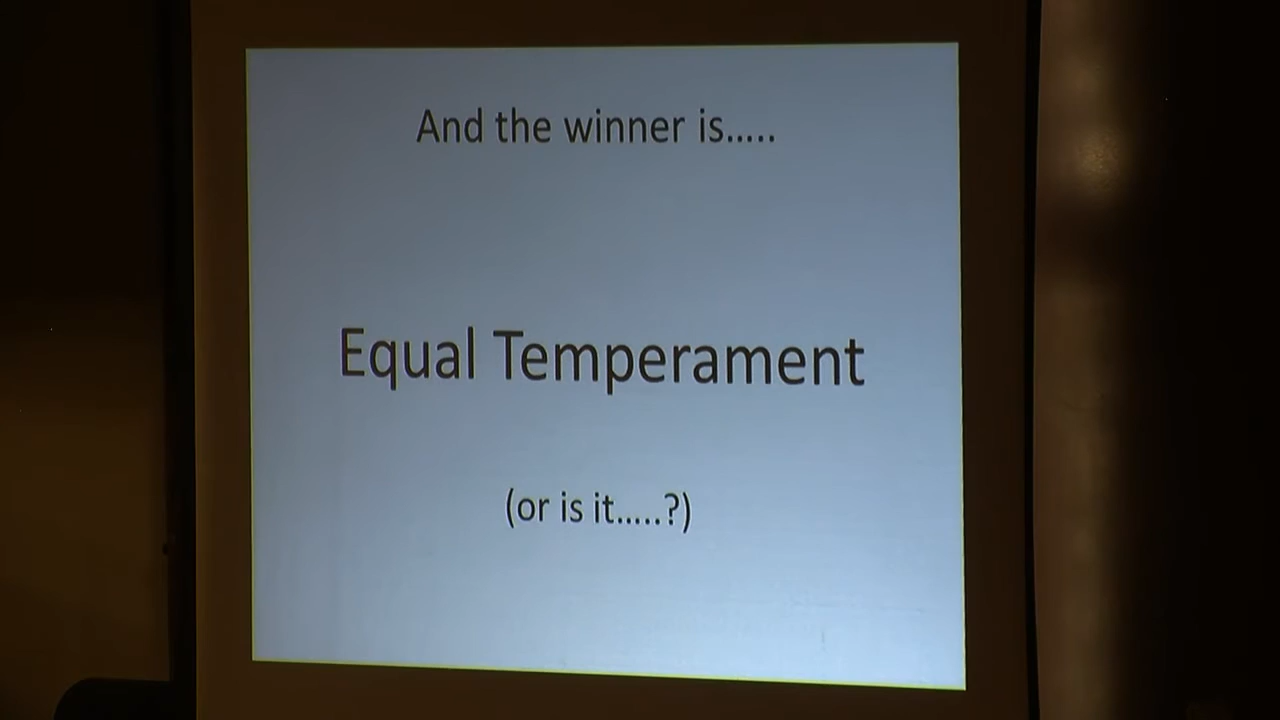 And the winner is.....
Equal Temperament
(or is it.....?)